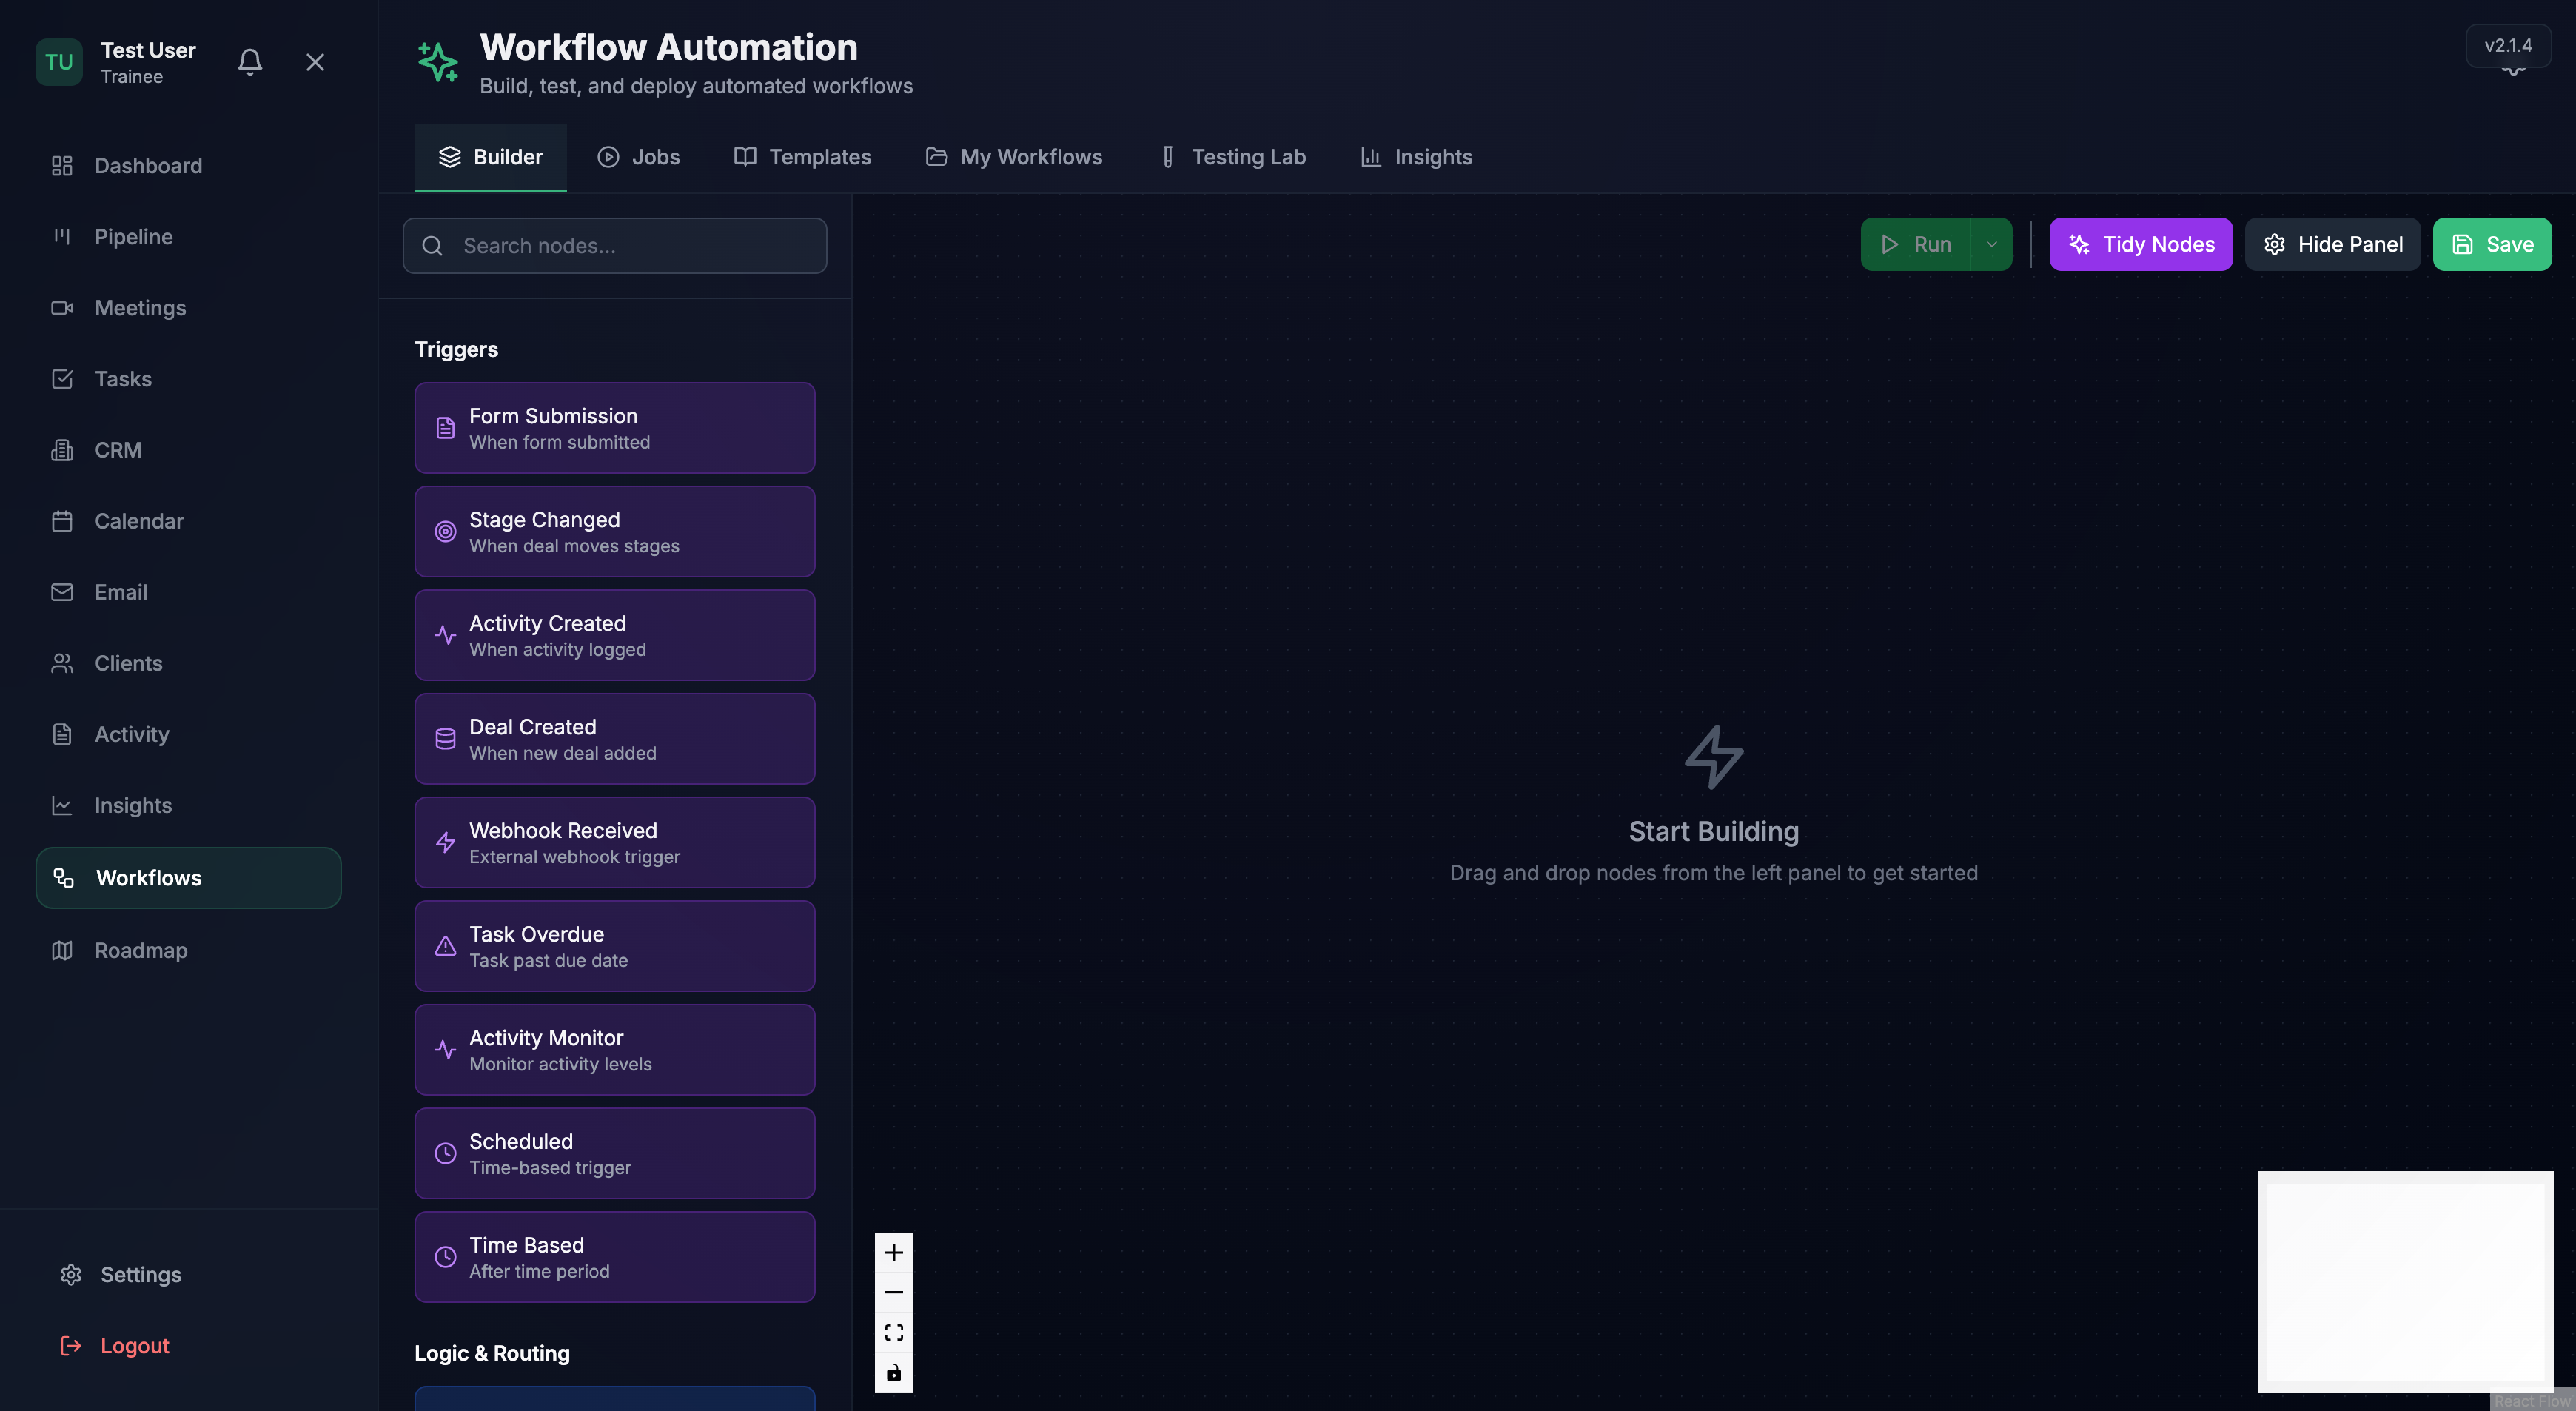 TU
Test User
Trainee
Dashboard
Pipeline
Meetings
Tasks
CRM
Calendar
Email
Clients
Activity
Insights
Workflows
Roadmap
Settings
Logout
Workflow Automation
Build, test, and deploy automated workflows
v2.1.4
Builder
Jobs
Templates
My Workflows
Testing Lab
Insights
Search nodes...
Triggers
Form Submission
When form submitted
Stage Changed
When deal moves stages
Activity Created
When activity logged
Deal Created
When new deal added
Webhook Received
External webhook trigger
Task Overdue
Task past due date
Activity Monitor
Monitor activity levels
Scheduled
Time-based trigger
Time Based
After time period
Logic & Routing
Run
Tidy Nodes
Hide Panel
Save
Start Building
Drag and drop nodes from the left panel to get started
React Flow